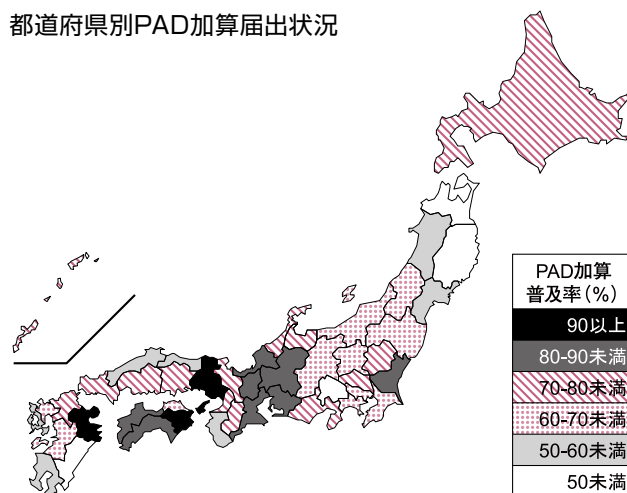 都道府県別PAD加算届出状況
PAD加算
普及率(%)
90以上
80-90未満
70-80未満
60-70未満
50-60未満
50未満